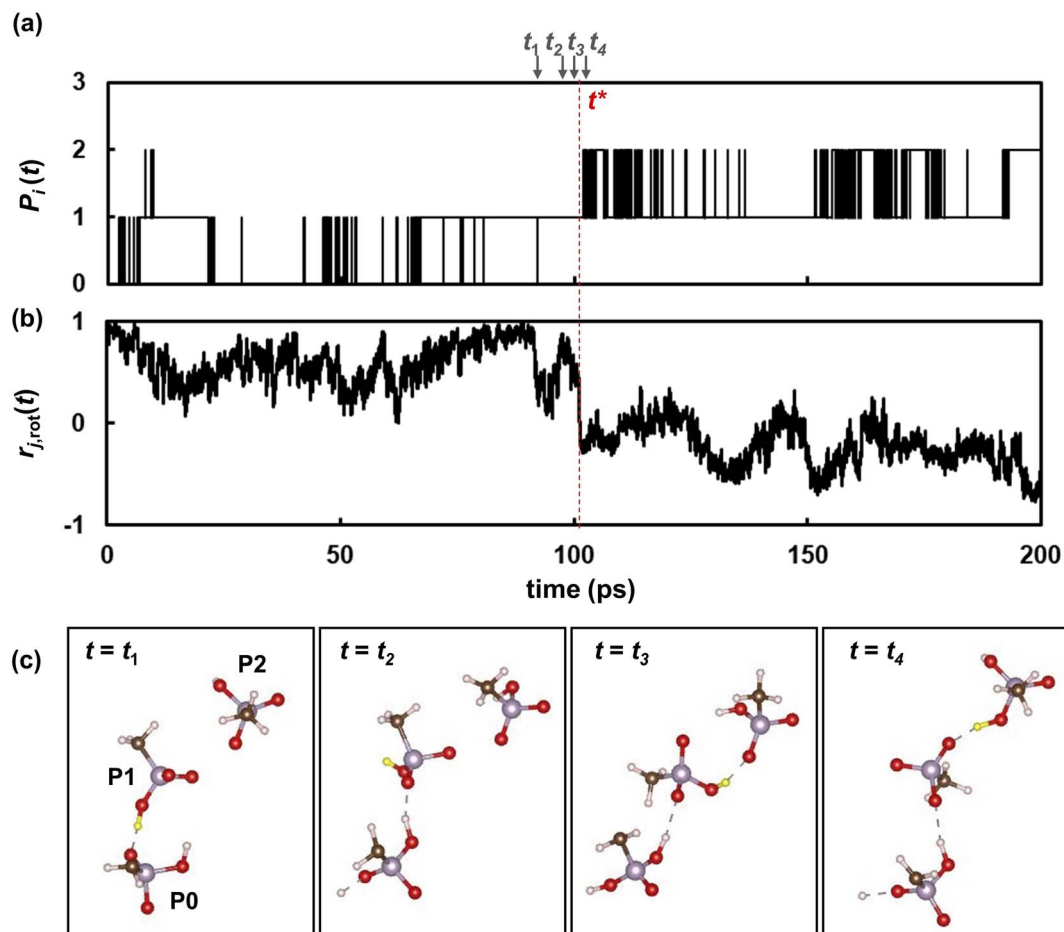 (a)
t1 t2 t3 t4
t*
3
2
1
0
Pi(t)
(b)
1
0
-1
rj,rot(t)
0 50 100 150 200
time (ps)
(c)
t = t1 t = t2 t = t3 t = t4
P2
P1
P0